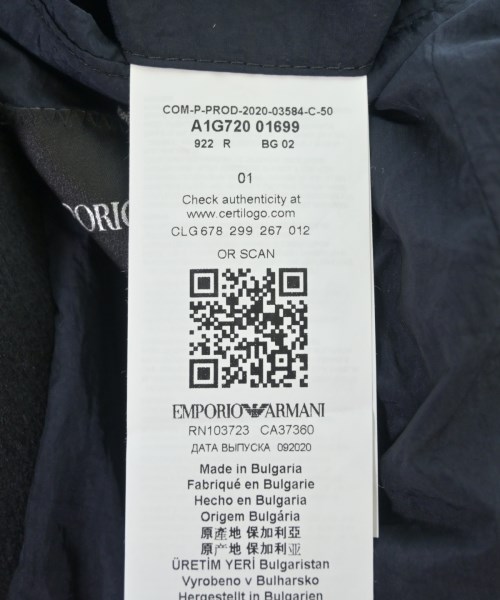 COM-P-PROD-2020-03584-C-50
A1G720 01699
922 R BG 02
01
Check authenticity at
www.certilogo.com
CLG 678 299 267 012
OR SCAN
EMPORIO ARMANI
RN103723 CA37360
ДАТА ВЫПУСКА 092020
Made in Bulgaria
Fabriqué en Bulgarie
Hecho en Bulgaria
Origem Bulgária
原產地 保加利亞
原产地 保加利亚
ÜRETİM YERİ Bulgaristan
Vyrobeno v Bulharsko
Hergestellt in Bulgarien